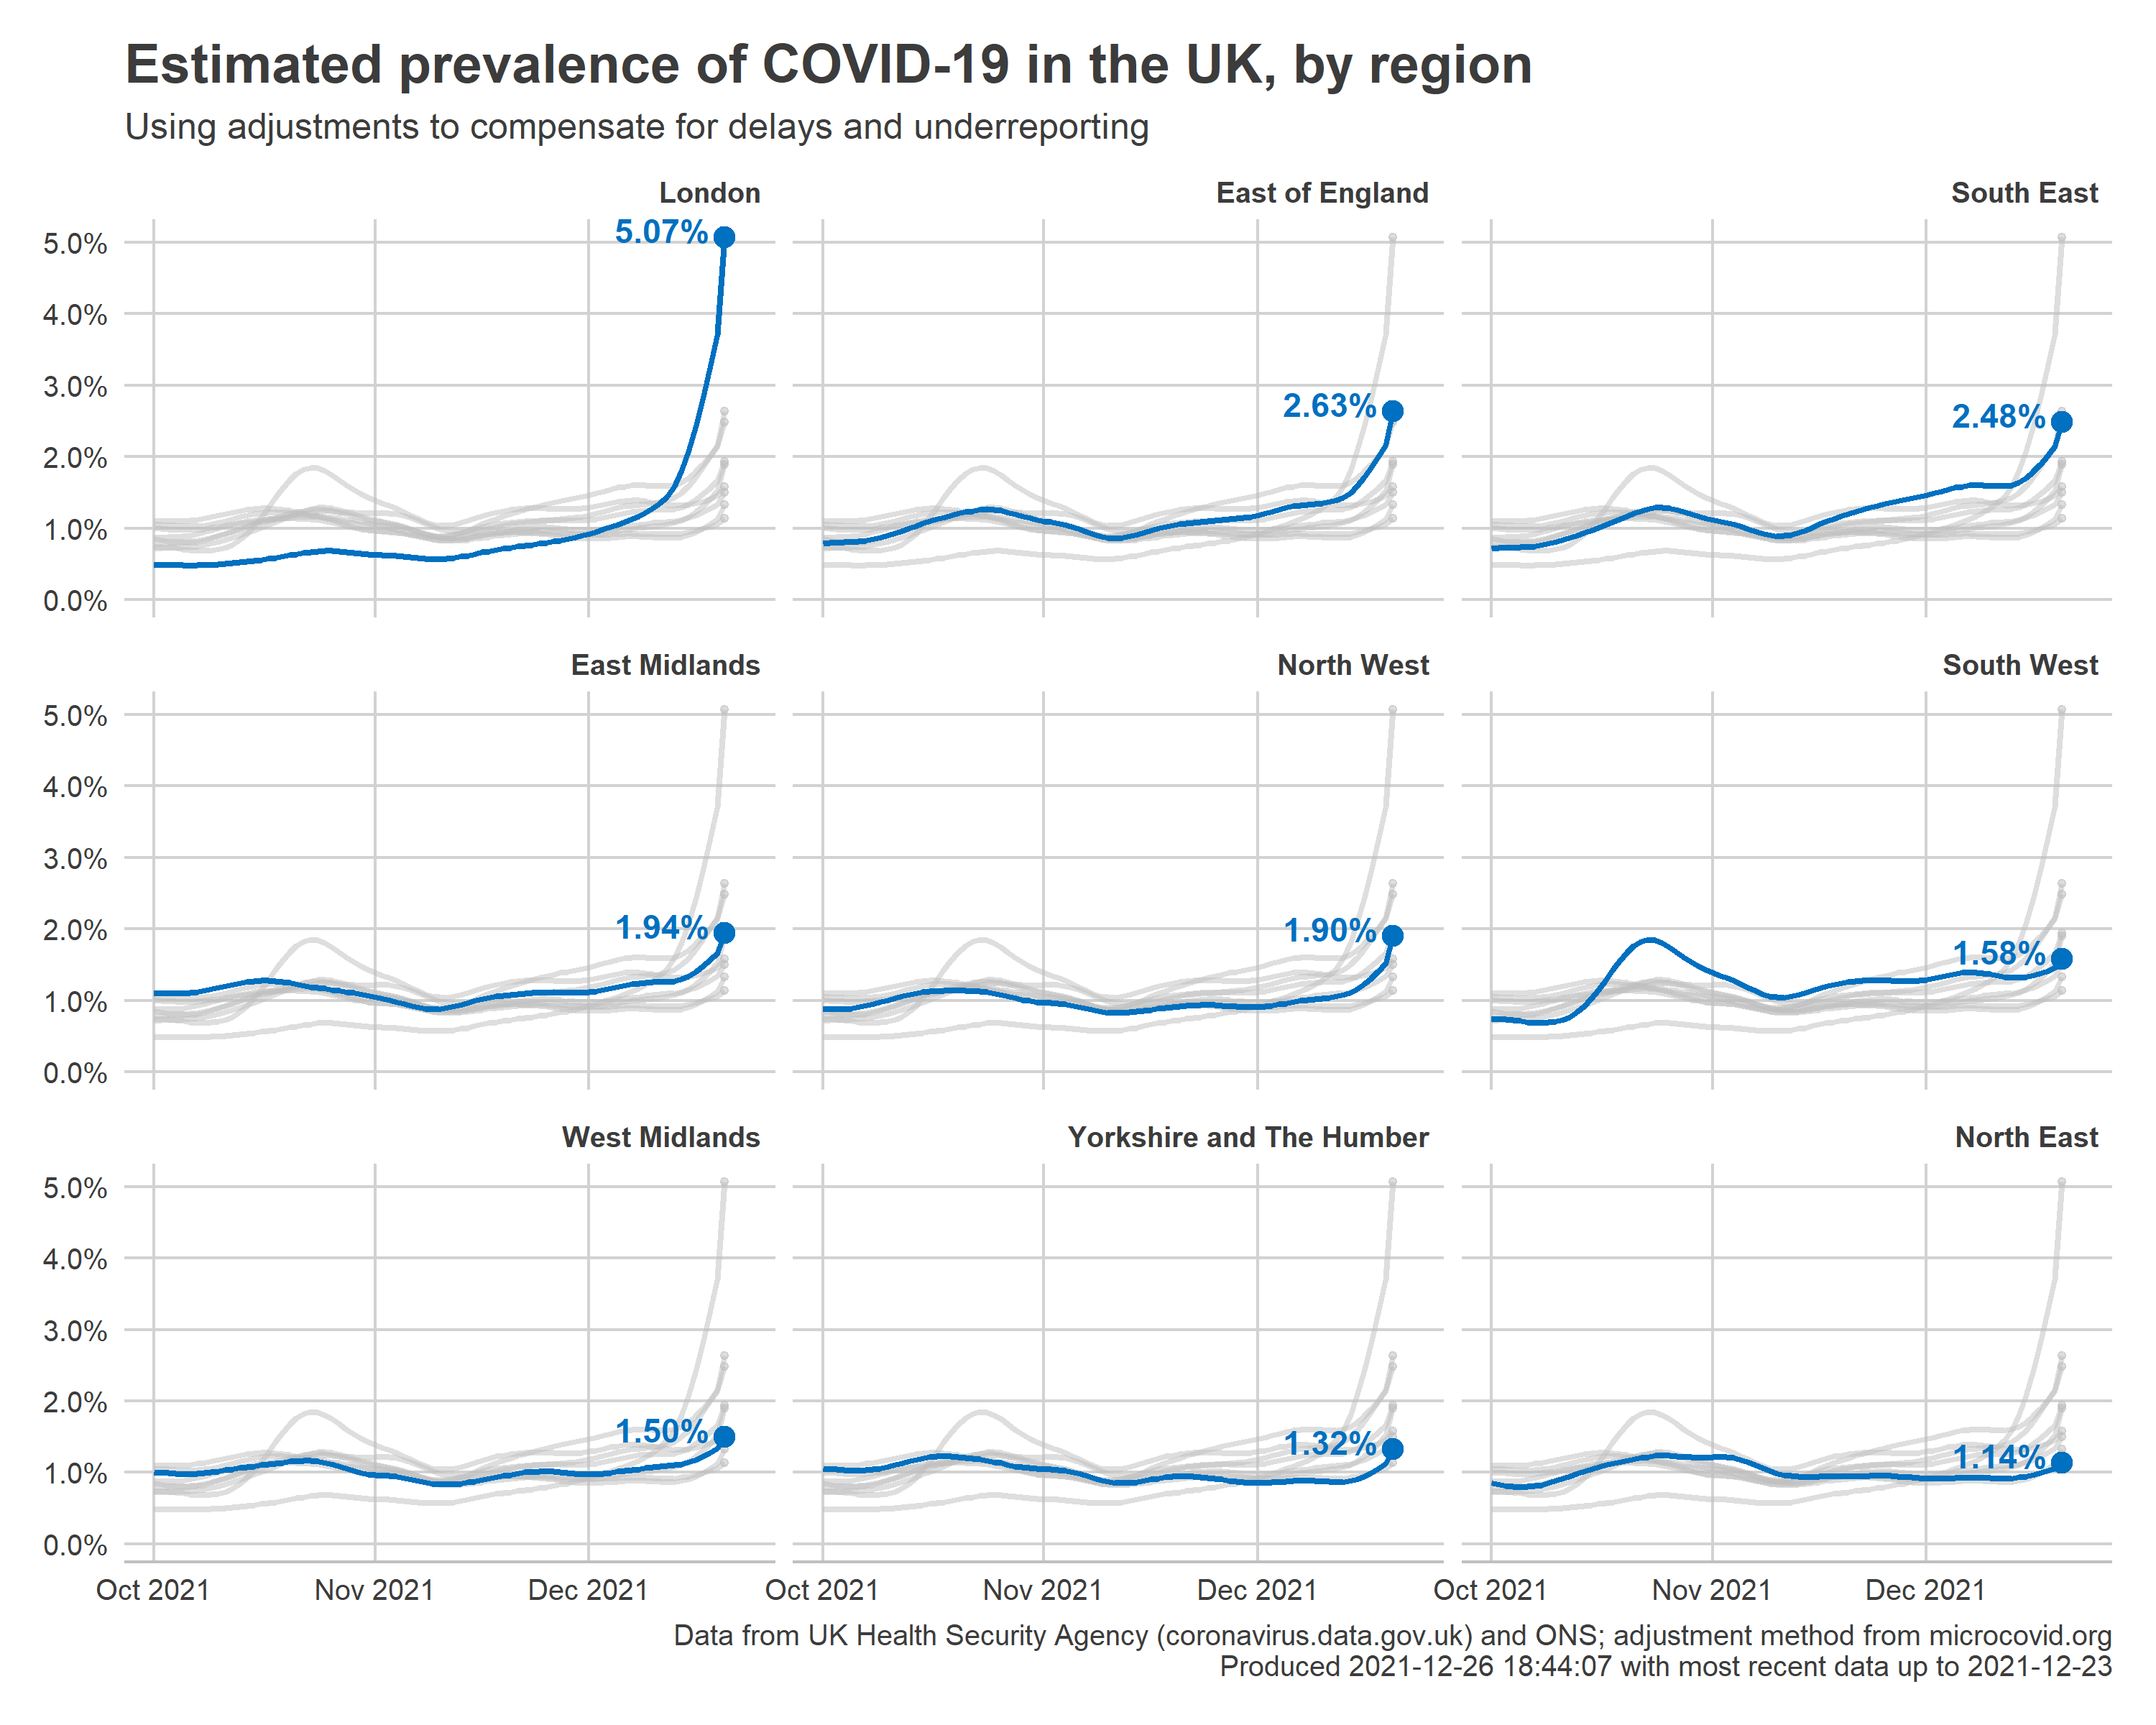 Estimated prevalence of COVID-19 in the UK, by region
Using adjustments to compensate for delays and underreporting
London
East of England
South East
5.0%
4.0%
3.0%
2.0%
1.0%
0.0%
5.07%
2.63%
2.48%
East Midlands
North West
South West
5.0%
4.0%
3.0%
2.0%
1.0%
0.0%
1.94%
1.90%
1.58%
West Midlands
Yorkshire and The Humber
North East
5.0%
4.0%
3.0%
2.0%
1.0%
0.0%
1.50%
1.32%
1.14%
Oct 2021 Nov 2021 Dec 2021 Oct 2021 Nov 2021 Dec 2021 Oct 2021 Nov 2021 Dec 2021
Data from UK Health Security Agency (coronavirus.data.gov.uk) and ONS; adjustment method from microcovid.org
Produced 2021-12-26 18:44:07 with most recent data up to 2021-12-23